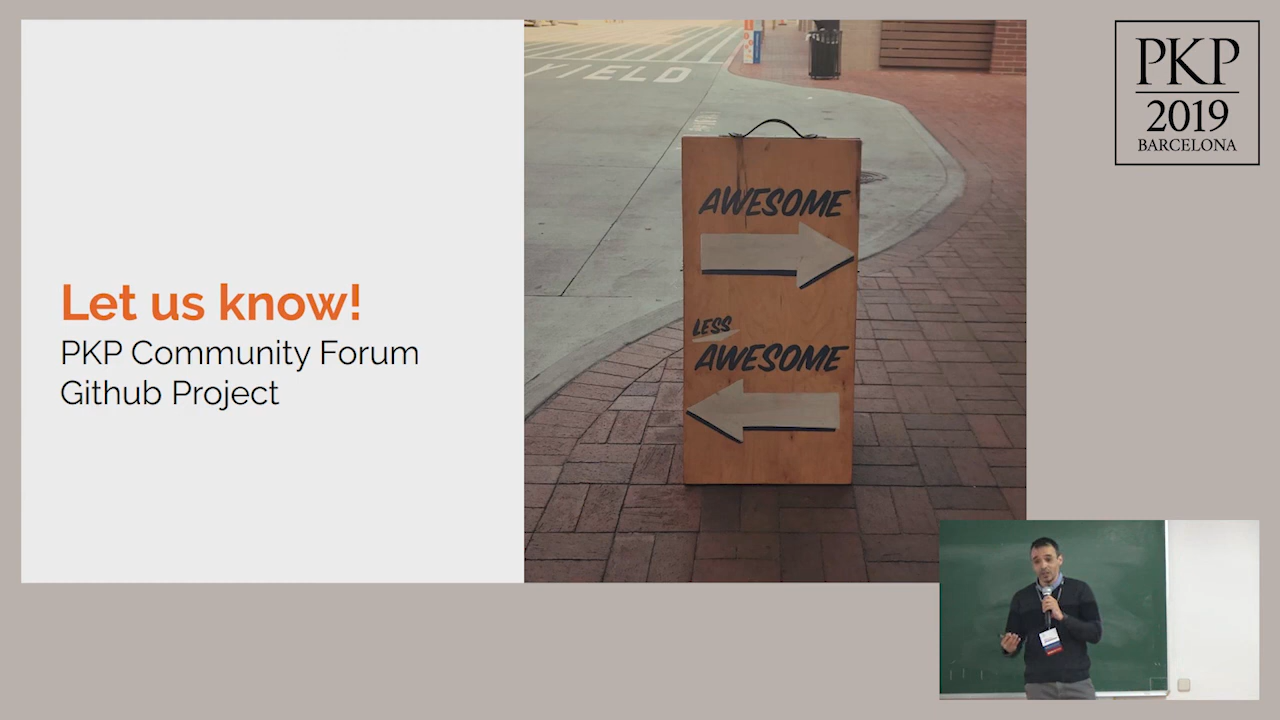 Let us know!
PKP Community Forum
Github Project
YIELD
AWESOME
LESS
AWESOME
PKP
2019
BARCELONA